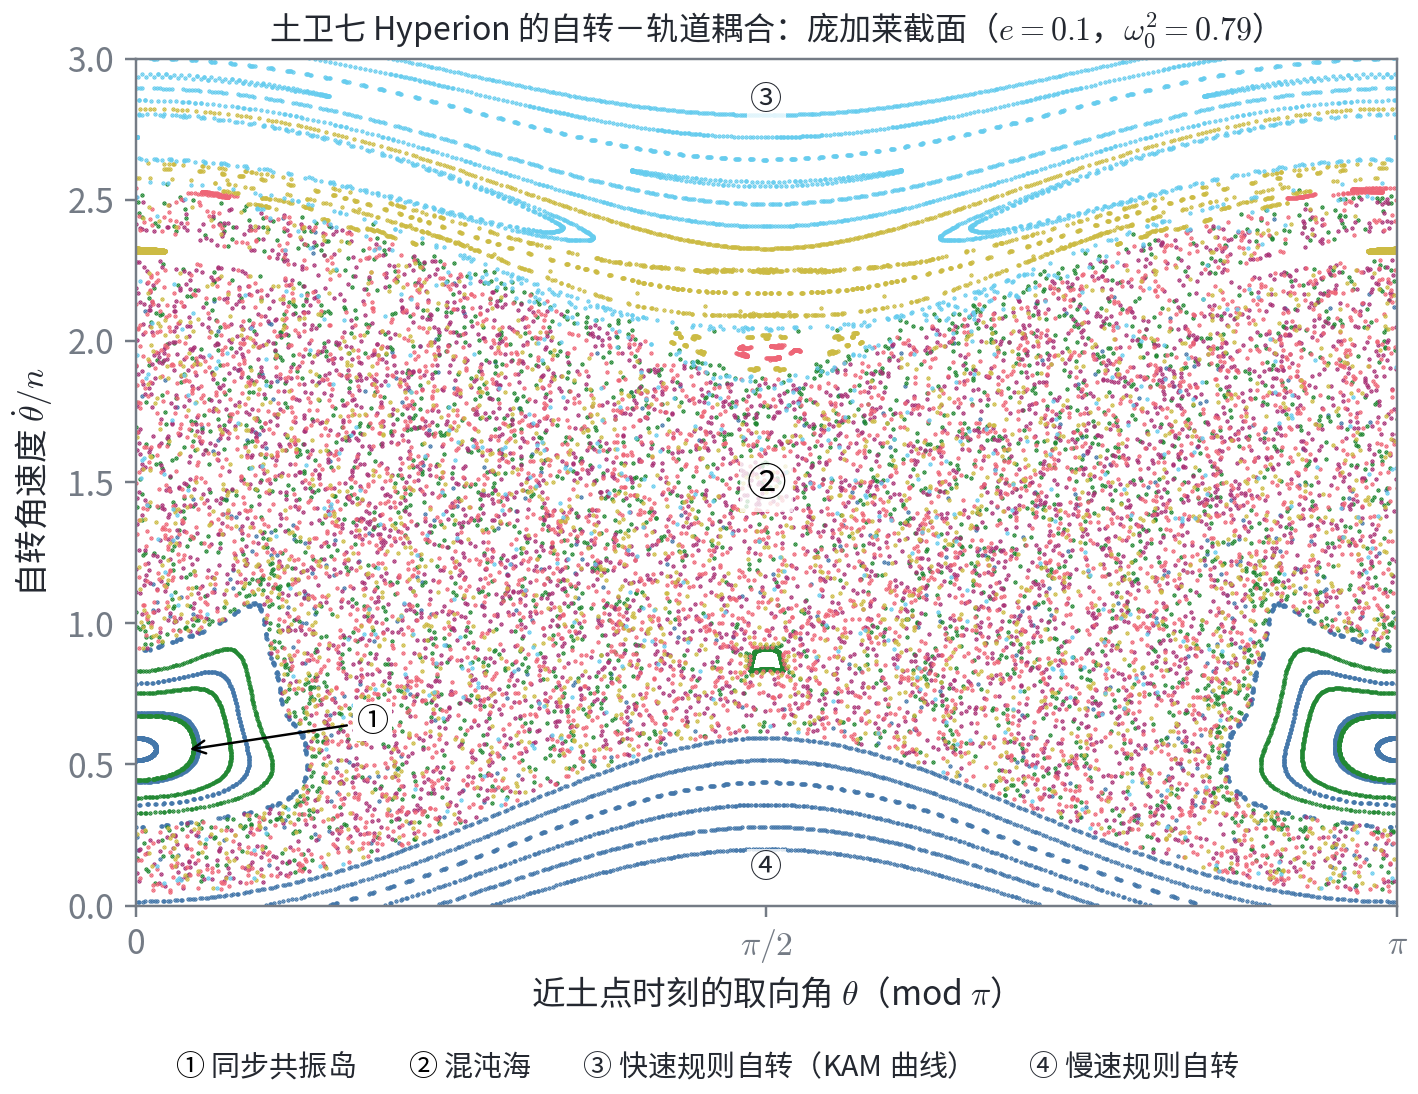 土卫七 Hyperion 的自转－轨道耦合：庞加莱截面（e = 0.1，ω₀² = 0.79）
3.0
2.5
2.0
1.5
1.0
0.5
0.0
自转角速度 θ̇/n
③
②
①
④
0
π/2
π
近土点时刻的取向角 θ（mod π）
① 同步共振岛 ② 混沌海 ③ 快速规则自转（KAM 曲线） ④ 慢速规则自转